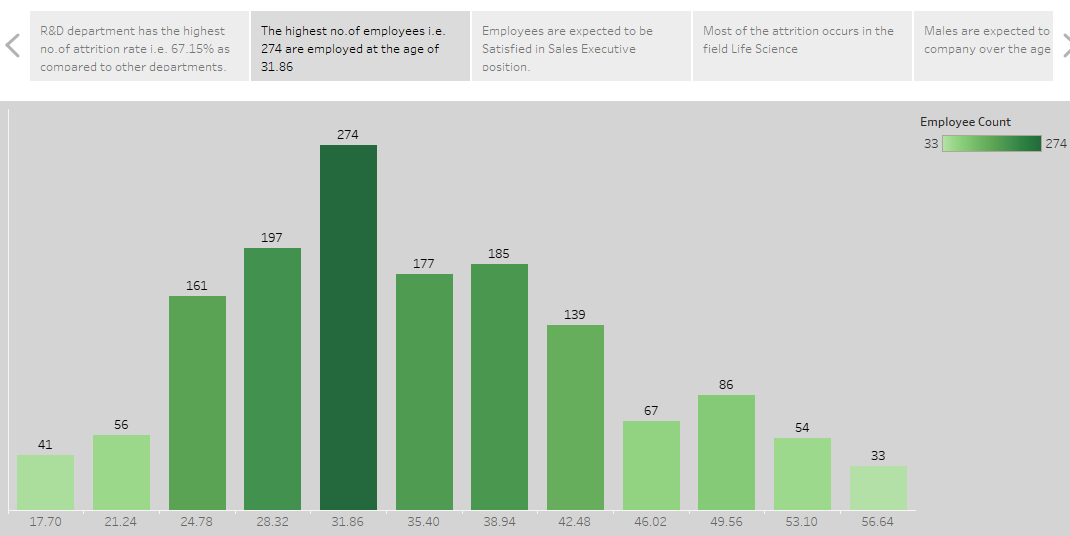 R&D department has the highest
no.of attrition rate i.e. 67.15% as
compared to other departments.
The highest no.of employees i.e.
274 are employed at the age of
31.86
Employees are expected to be
Satisfied in Sales Executive
position.
Most of the attrition occurs in the
field Life Science
Males are expected to
company over the age
Employee Count
33 274
274
197
185
177
161
139
86
67
56
54
41
33
17.70 21.24 24.78 28.32 31.86 35.40 38.94 42.48 46.02 49.56 53.10 56.64